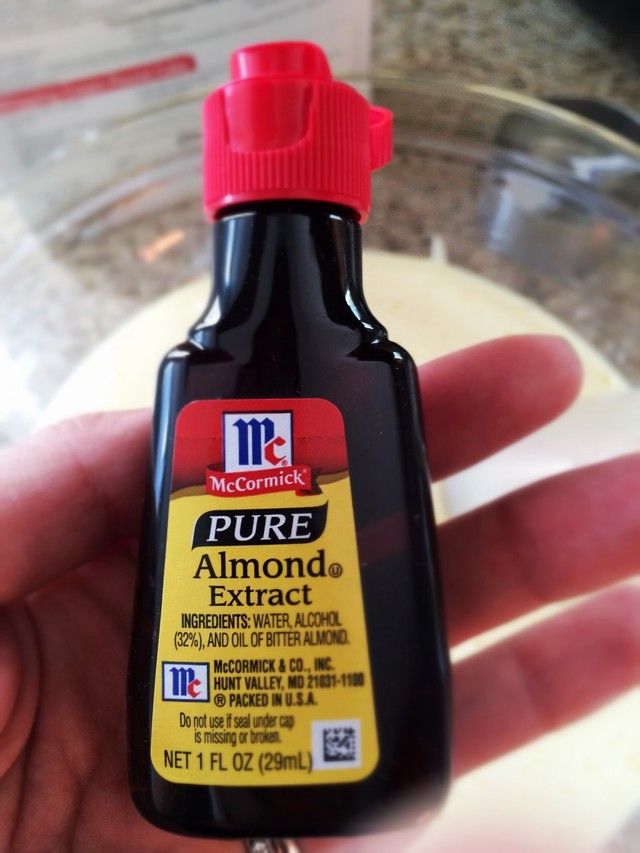 Mc®
McCormick®
PURE
AlmondⓊ
Extract
INGREDIENTS: WATER, ALCOHOL
(32%), AND OIL OF BITTER ALMOND.
Mc
McCORMICK & CO., INC.
HUNT VALLEY, MD 21031-1100
® PACKED IN U.S.A.
Do not use if seal under cap
is missing or broken.
NET 1 FL OZ (29mL)